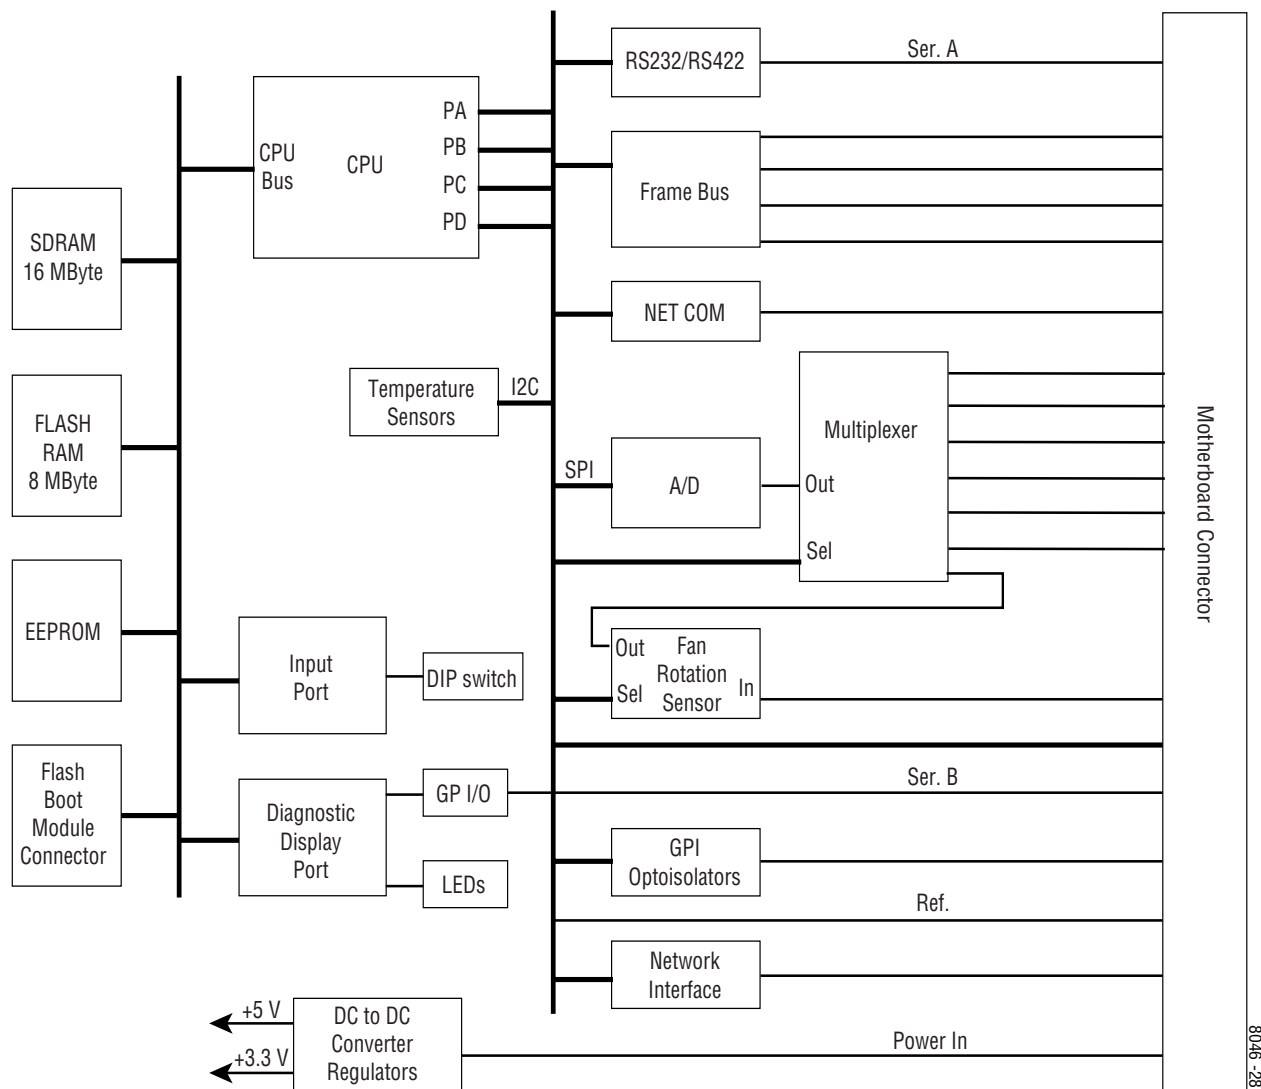 RS232/RS422
Ser. A
PA
PB
PC
PD
CPU
Bus
CPU
Frame Bus
SDRAM
16 MByte
NET COM
Temperature
Sensors
I2C
Multiplexer
Out
Sel
FLASH
RAM
8 MByte
SPI
A/D
Motherboard Connector
EEPROM
Input
Port
DIP switch
Out
Sel
Fan
Rotation
Sensor
In
Flash
Boot
Module
Connector
Diagnostic
Display
Port
GP I/O
LEDs
Ser. B
GPI
Optoisolators
Ref.
Network
Interface
+5 V
+3.3 V
DC to DC
Converter
Regulators
Power In
8046 -28